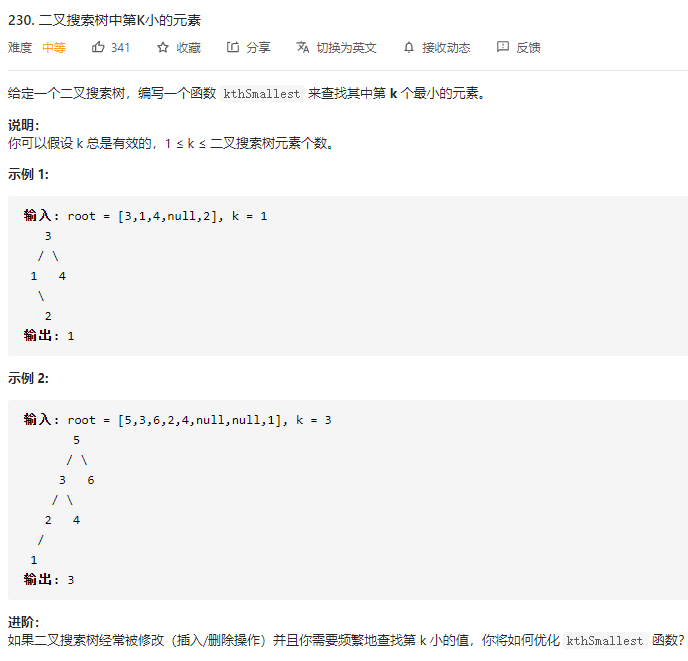 230. 二叉搜索树中第K小的元素
难度 中等 341 收藏 分享 切换为英文 接收动态 反馈
给定一个二叉搜索树，编写一个函数 kthSmallest 来查找其中第 k 个最小的元素。
说明：
你可以假设 k 总是有效的，1 ≤ k ≤ 二叉搜索树元素个数。
示例 1:
输入: root = [3,1,4,null,2], k = 1
3
/ \
1 4
\
2
输出: 1
示例 2:
输入: root = [5,3,6,2,4,null,null,1], k = 3
5
/ \
3 6
/ \
2 4
/
1
输出: 3
进阶：
如果二叉搜索树经常被修改（插入/删除操作）并且你需要频繁地查找第 k 小的值，你将如何优化 kthSmallest 函数？